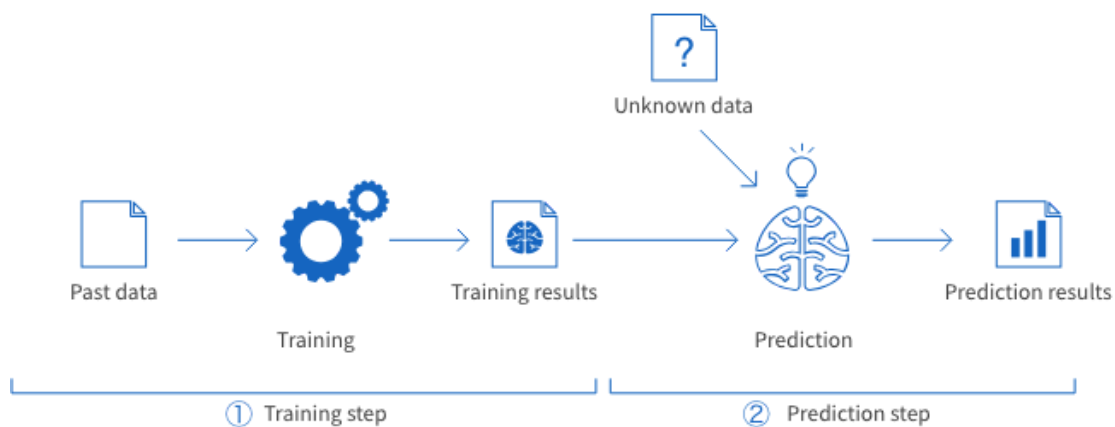 ?
Unknown data
Past data
Training results
Prediction results
Training
Prediction
① Training step
② Prediction step